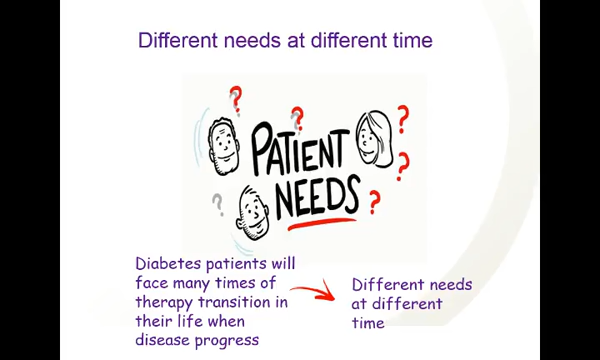 Different needs at different time
PATIENT
NEEDS
Diabetes patients will
face many times of
therapy transition in
their life when
disease progress
Different needs
at different
time